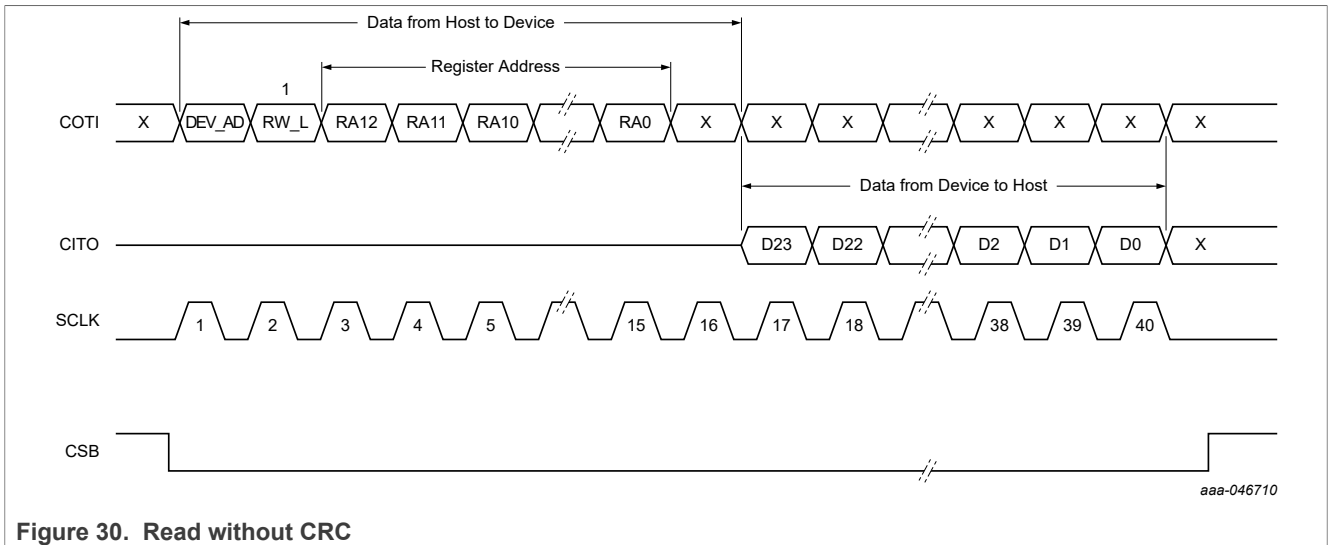 Data from Host to Device
Register Address
1
COTI X DEV_AD RW_L RA12 RA11 RA10 RA0 X X X X X X X
Data from Device to Host
CITO D23 D22 D2 D1 D0 X
SCLK 1 2 3 4 5 15 16 17 18 38 39 40
CSB
aaa-046710
Figure 30. Read without CRC